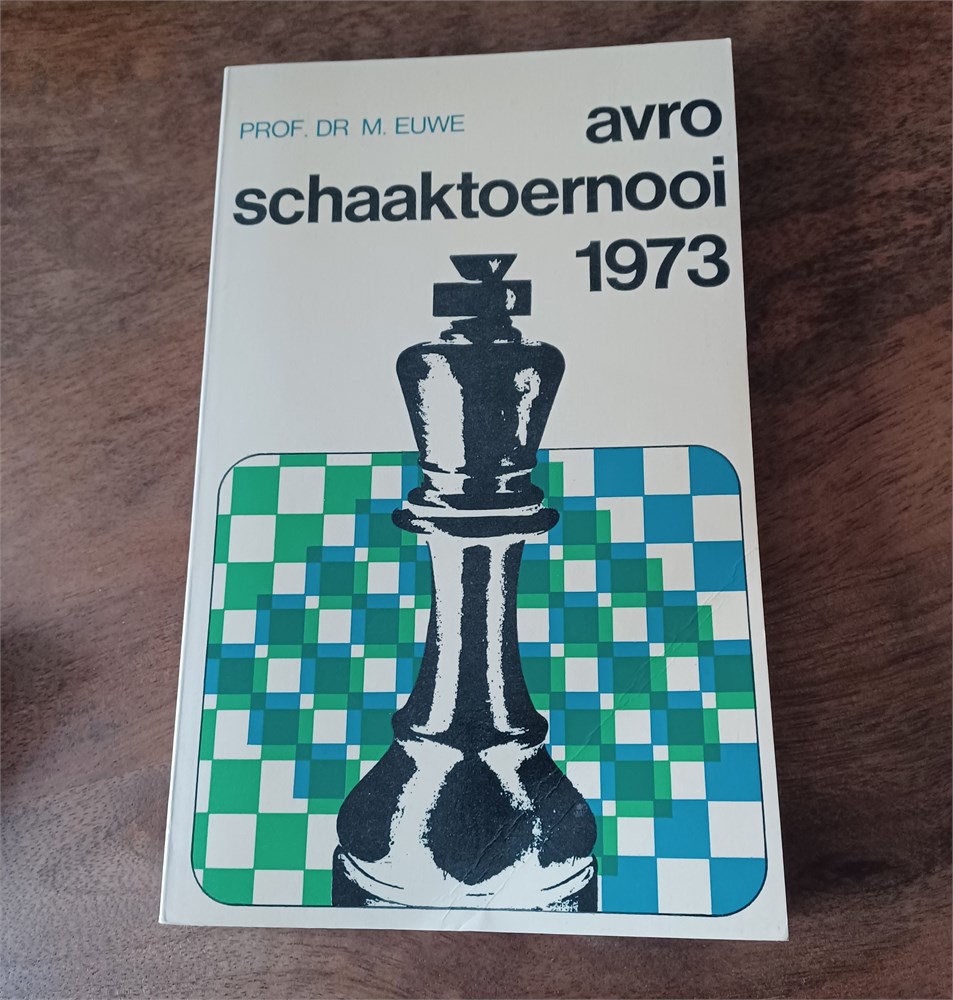 PROF. DR M. EUWE
avro
schaaktoernooi
1973